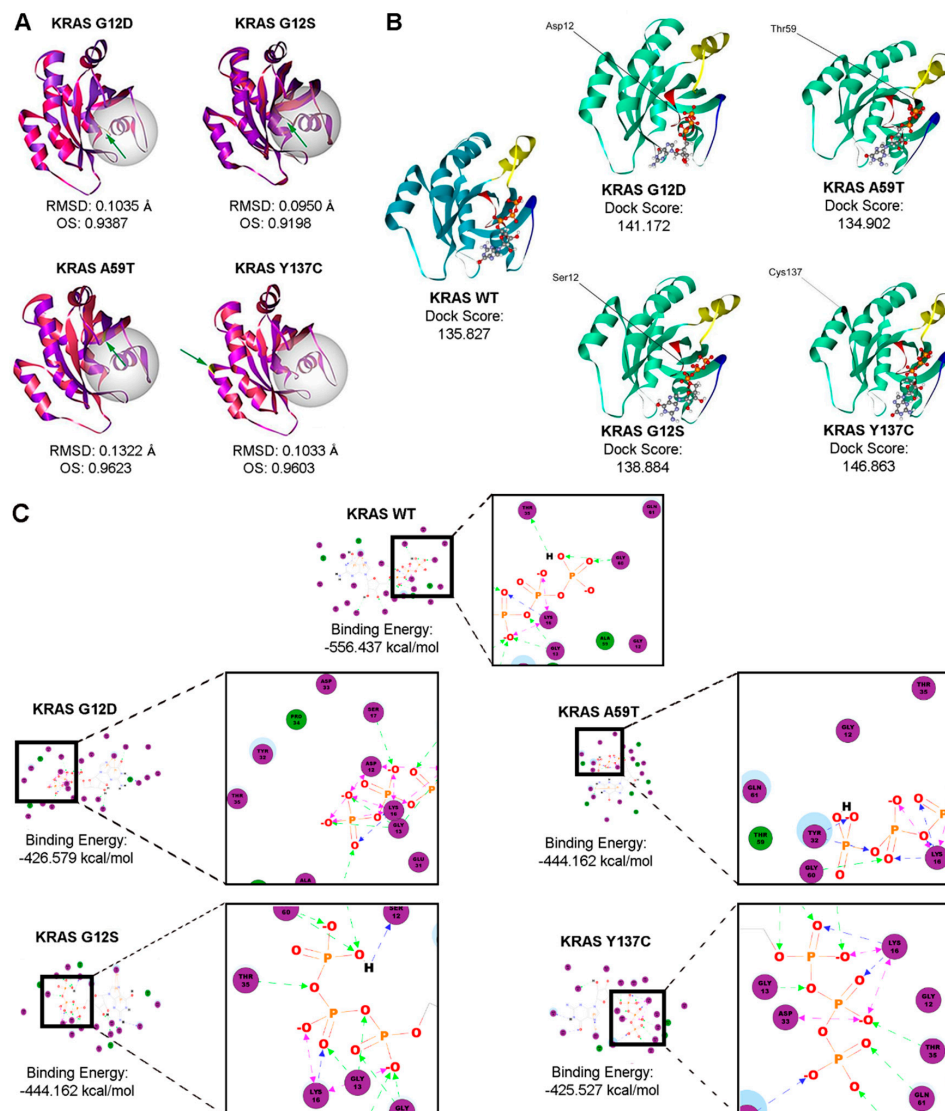 A
KRAS G12D
RMSD: 0.1035 Å
OS: 0.9387
KRAS G12S
RMSD: 0.0950 Å
OS: 0.9198
KRAS A59T
RMSD: 0.1322 Å
OS: 0.9623
KRAS Y137C
RMSD: 0.1033 Å
OS: 0.9603
B
KRAS WT
Dock Score:
135.827
Asp12
KRAS G12D
Dock Score:
141.172
Thr59
KRAS A59T
Dock Score:
134.902
Ser12
KRAS G12S
Dock Score:
138.884
Cys137
KRAS Y137C
Dock Score:
146.863
C
KRAS WT
Binding Energy:
-556.437 kcal/mol
GLN
61
H
O
O
P
-O
O
P
-O
GLY
12
KRAS G12D
Binding Energy:
-426.579 kcal/mol
ASP
33
SER
17
TYR
32
ASP
12
LYS
16
GLY
13
GLU
31
ALA
KRAS A59T
Binding Energy:
-444.162 kcal/mol
THR
35
GLY
12
GLN
61
H
TYR
32
GLY
60
LYS
16
KRAS G12S
Binding Energy:
-444.162 kcal/mol
60
SER
12
H
THR
35
LYS
16
GLY
13
GLY
KRAS Y137C
Binding Energy:
-425.527 kcal/mol
LYS
16
GLY
13
ASP
33
GLY
12
THR
35
GLN
61